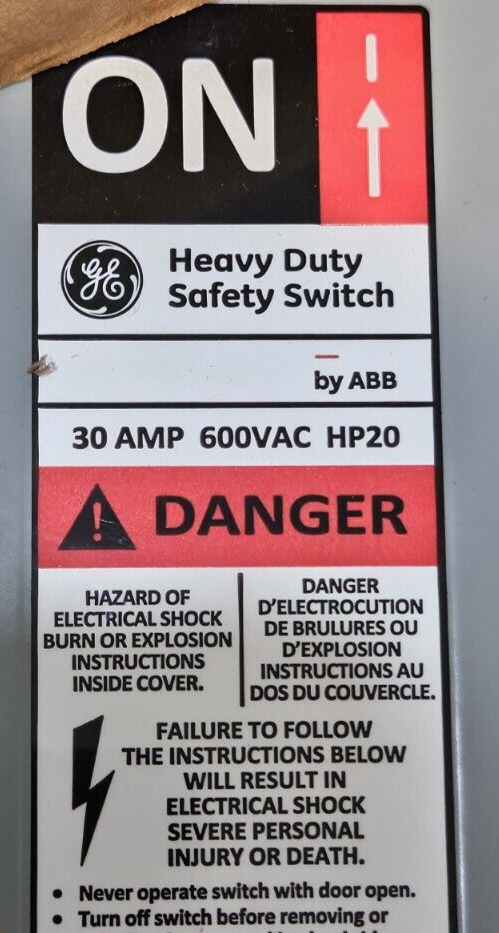 ON
GE
Heavy Duty
Safety Switch
by ABB
30 AMP 600VAC HP20
DANGER
HAZARD OF
ELECTRICAL SHOCK
BURN OR EXPLOSION
INSTRUCTIONS
INSIDE COVER.
DANGER
D'ELECTROCUTION
DE BRULURES OU
D'EXPLOSION
INSTRUCTIONS AU
DOS DU COUVERCLE.
FAILURE TO FOLLOW
THE INSTRUCTIONS BELOW
WILL RESULT IN
ELECTRICAL SHOCK
SEVERE PERSONAL
INJURY OR DEATH.
• Never operate switch with door open.
• Turn off switch before removing or